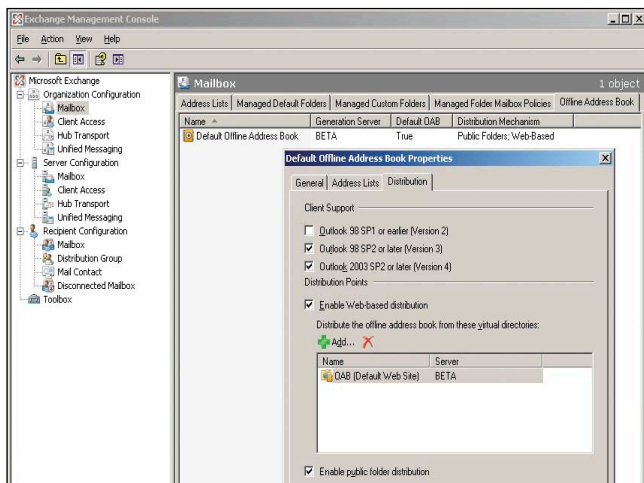 Exchange Management Console
File Action View Help
Microsoft Exchange
Organization Configuration
Mailbox
Client Access
Hub Transport
Unified Messaging
Server Configuration
Mailbox
Client Access
Hub Transport
Unified Messaging
Recipient Configuration
Mailbox
Distribution Group
Mail Contact
Disconnected Mailbox
Toolbox
Mailbox 1 object
Address Lists Managed Default Folders Managed Custom Folders Managed Folder Mailbox Policies Offline Address Book
Name Generation Server Default OAB Distribution Mechanism
Default Offline Address Book BETA True Public Folders; Web-Based
Default Offline Address Book Properties
General Address Lists Distribution
Client Support
Outlook 98 SP1 or earlier (Version 2)
Outlook 98 SP2 or later (Version 3)
Outlook 2003 SP2 or later (Version 4)
Distribution Points
Enable Web-based distribution
Distribute the offline address book from these virtual directories:
Add...
Name Server
OAB (Default Web Site) BETA
Enable public folder distribution